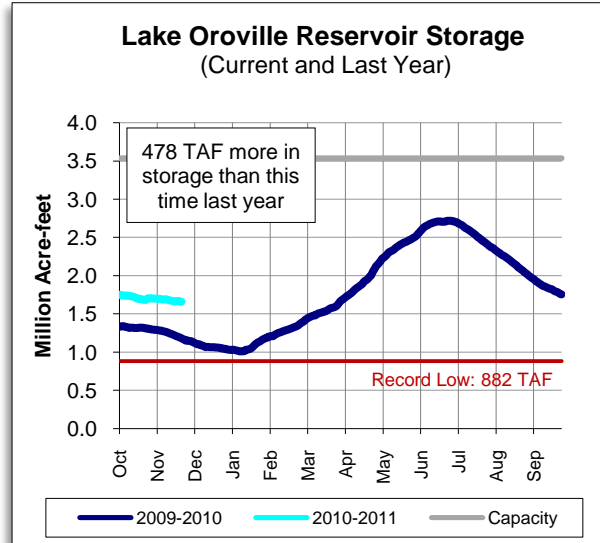 Lake Oroville Reservoir Storage
(Current and Last Year)
478 TAF more in
storage than this
time last year
Million Acre-feet
4.0
3.5
3.0
2.5
2.0
1.5
1.0
0.5
0.0
Record Low: 882 TAF
Oct
Nov
Dec
Jan
Feb
Mar
Apr
May
Jun
Jul
Aug
Sep
2009-2010 2010-2011 Capacity